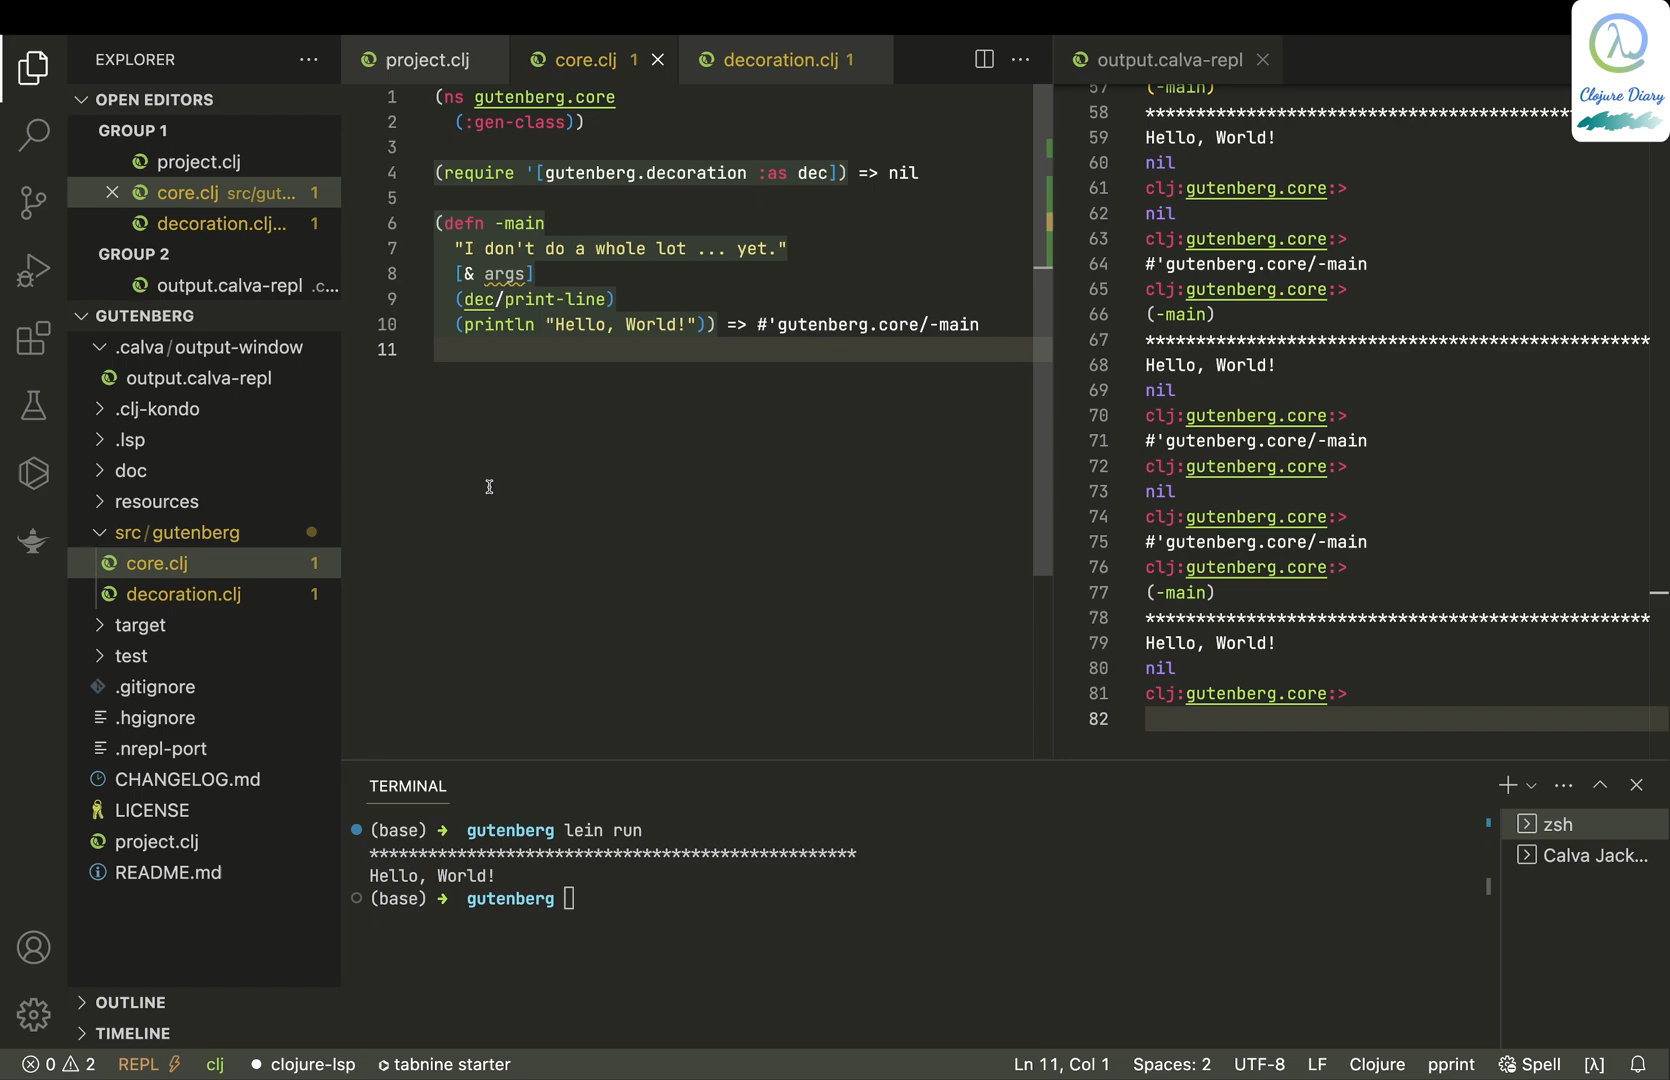 EXPLORER
OPEN EDITORS
GROUP 1
project.clj
core.clj src/gut... 1
decoration.clj... 1
GROUP 2
output.calva-repl .c...
GUTENBERG
.calva/output-window
output.calva-repl
.clj-kondo
.lsp
doc
resources
src/gutenberg
core.clj 1
decoration.clj 1
target
test
.gitignore
.hgignore
.nrepl-port
CHANGELOG.md
LICENSE
project.clj
README.md
OUTLINE
TIMELINE
project.clj core.clj 1 decoration.clj 1
1 (ns gutenberg.core
2 (:gen-class))
3
4 (require '[gutenberg.decoration :as dec]) => nil
5
6 (defn -main
7 "I don't do a whole lot ... yet."
8 [& args]
9 (dec/print-line)
10 (println "Hello, World!")) => #'gutenberg.core/-main
11
output.calva-repl
57 (-main)
58 ******************************************
59 Hello, World!
60 nil
61 clj:gutenberg.core:>
62 nil
63 clj:gutenberg.core:>
64 #'gutenberg.core/-main
65 clj:gutenberg.core:>
66 (-main)
67 **************************************************
68 Hello, World!
69 nil
70 clj:gutenberg.core:>
71 #'gutenberg.core/-main
72 clj:gutenberg.core:>
73 nil
74 clj:gutenberg.core:>
75 #'gutenberg.core/-main
76 clj:gutenberg.core:>
77 (-main)
78 **************************************************
79 Hello, World!
80 nil
81 clj:gutenberg.core:>
82
λ
Clojure Diary
TERMINAL
(base) → gutenberg lein run
**************************************************
Hello, World!
(base) → gutenberg
zsh
Calva Jack...
0 2 REPL clj clojure-lsp tabnine starter Ln 11, Col 1 Spaces: 2 UTF-8 LF Clojure pprint Spell [λ]